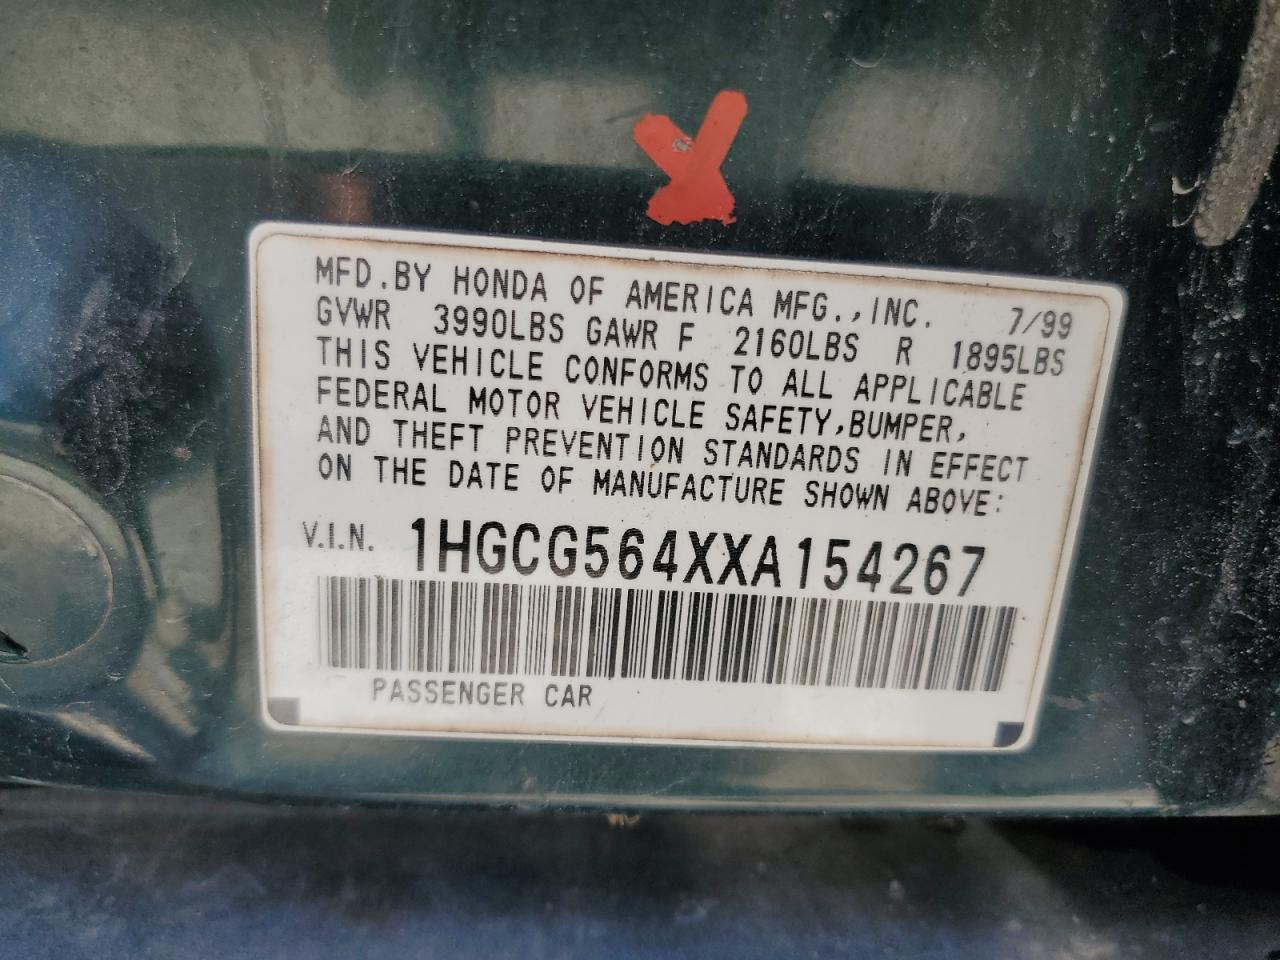 MFD.BY HONDA OF AMERICA MFG.,INC. 7/99
GVWR 3990LBS GAWR F 2160LBS R 1895LBS
THIS VEHICLE CONFORMS TO ALL APPLICABLE
FEDERAL MOTOR VEHICLE SAFETY,BUMPER,
AND THEFT PREVENTION STANDARDS IN EFFECT
ON THE DATE OF MANUFACTURE SHOWN ABOVE:
V.I.N. 1HGCG564XXA154267
PASSENGER CAR